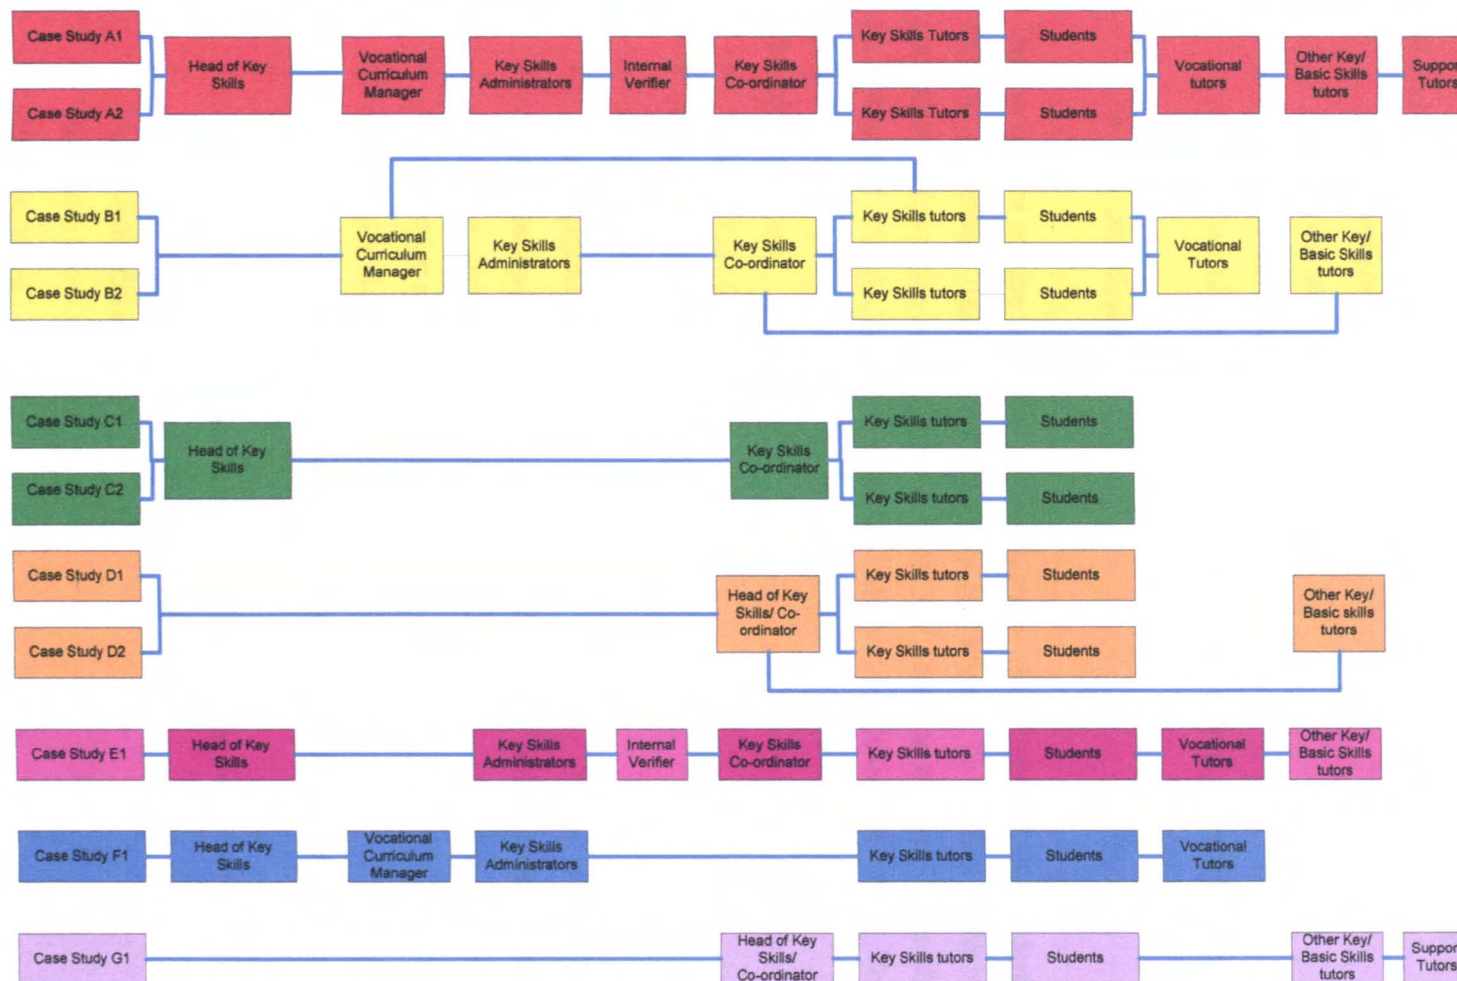 Case Study A1
Case Study A2
Head of Key
Skills
Vocational
Curriculum
Manager
Key Skills
Administrators
Internal
Verifier
Key Skills
Co-ordinator
Key Skills Tutors
Students
Key Skills Tutors
Students
Vocational
tutors
Other Key/
Basic Skills
tutors
Support
Tutors
Case Study B1
Case Study B2
Vocational
Curriculum
Manager
Key Skills
Administrators
Key Skills
Co-ordinator
Key Skills tutors
Students
Key Skills tutors
Students
Vocational
Tutors
Other Key/
Basic Skills
tutors
Case Study C1
Case Study C2
Head of Key
Skills
Key Skills
Co-ordinator
Key Skills tutors
Students
Key Skills tutors
Students
Case Study D1
Case Study D2
Head of Key
Skills/ Co-
ordinator
Key Skills tutors
Students
Key Skills tutors
Students
Other Key/
Basic skills
tutors
Case Study E1
Head of Key
Skills
Key Skills
Administrators
Internal
Verifier
Key Skills
Co-ordinator
Key Skills tutors
Students
Vocational
Tutors
Other Key/
Basic Skills
tutors
Case Study F1
Head of Key
Skills
Vocational
Curriculum
Manager
Key Skills
Administrators
Key Skills tutors
Students
Vocational
Tutors
Case Study G1
Head of Key
Skills/
Co-ordinator
Key Skills tutors
Students
Other Key/
Basic Skills
tutors
Support
Tutors